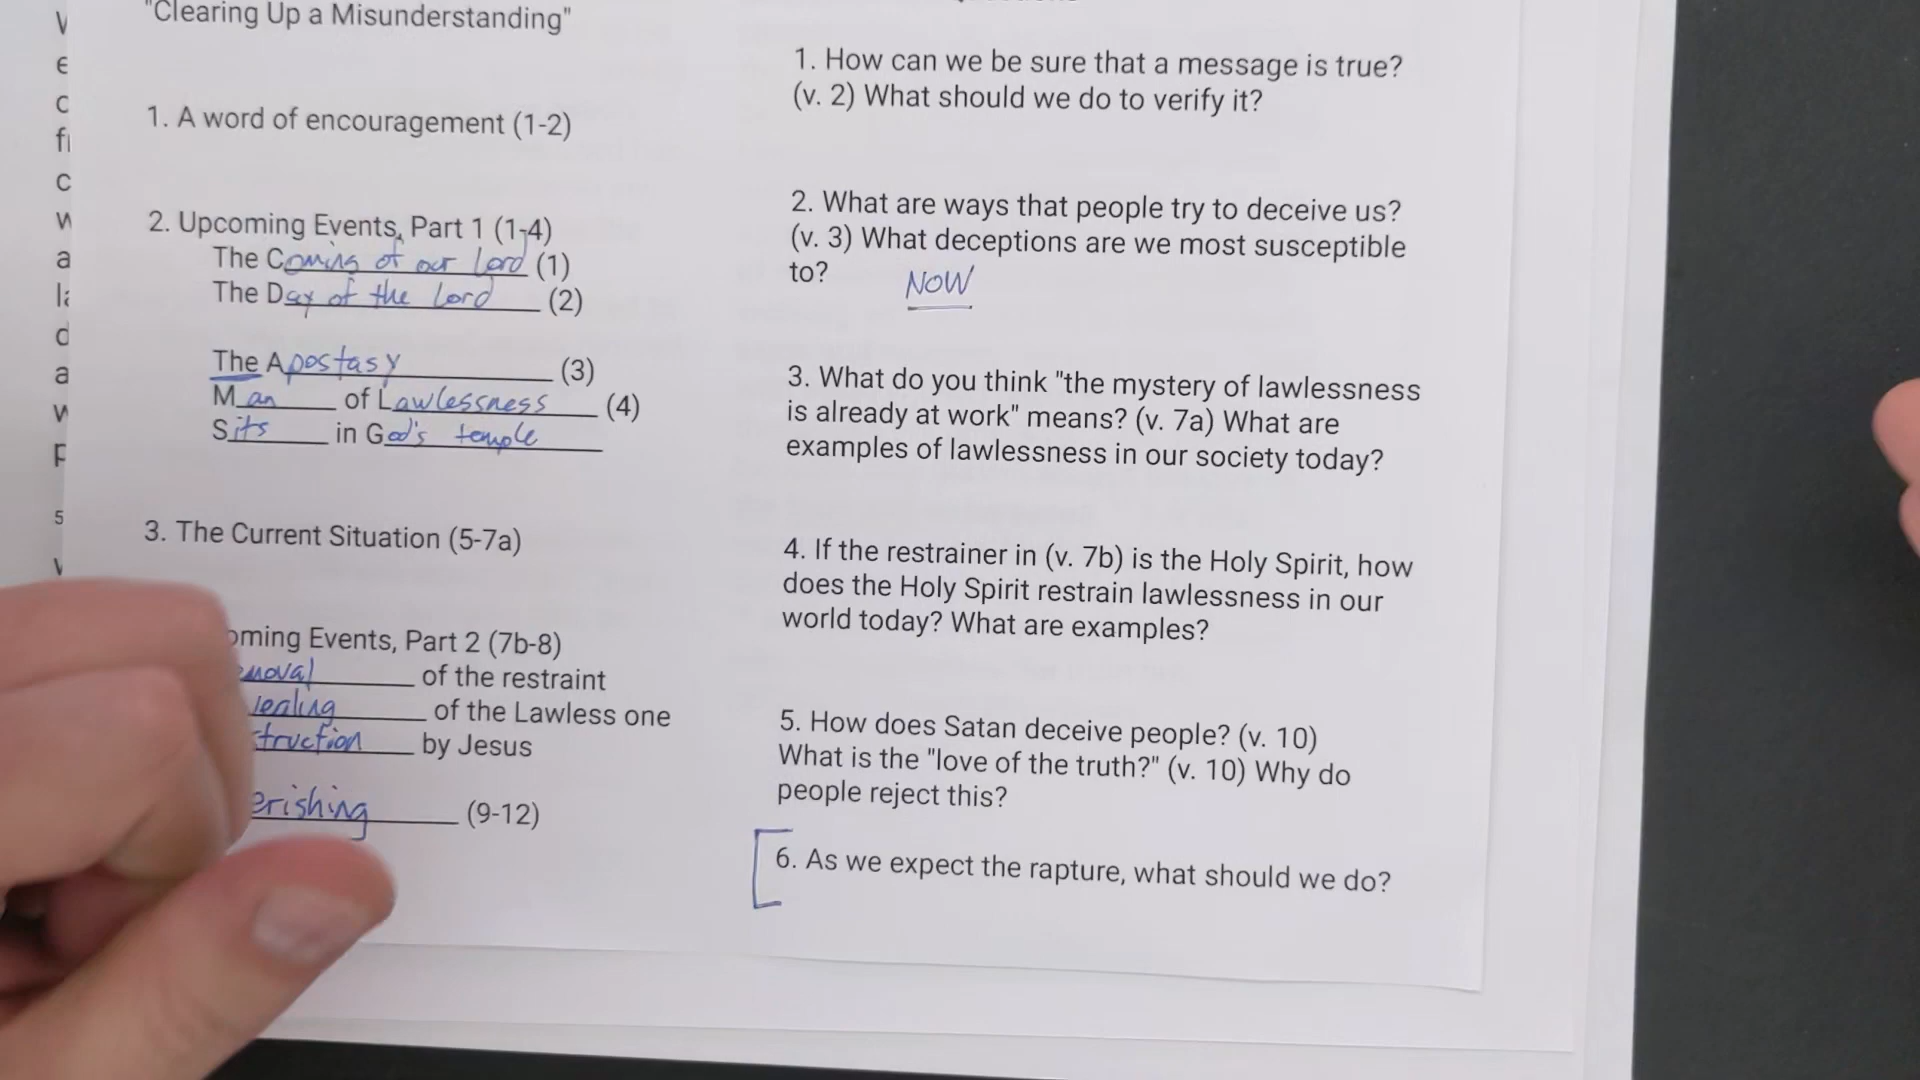 "Clearing Up a Misunderstanding"
1. A word of encouragement (1-2)
2. Upcoming Events, Part 1 (1-4)
The Coming of our Lord (1)
The Day of the Lord (2)
The Apostasy (3)
Man of Lawlessness (4)
Sits in God's temple
3. The Current Situation (5-7a)
oming Events, Part 2 (7b-8)
moval of the restraint
vealing of the Lawless one
struction by Jesus
erishing (9-12)
1. How can we be sure that a message is true?
(v. 2) What should we do to verify it?
2. What are ways that people try to deceive us?
(v. 3) What deceptions are we most susceptible
to? NOW
3. What do you think "the mystery of lawlessness
is already at work" means? (v. 7a) What are
examples of lawlessness in our society today?
4. If the restrainer in (v. 7b) is the Holy Spirit, how
does the Holy Spirit restrain lawlessness in our
world today? What are examples?
5. How does Satan deceive people? (v. 10)
What is the "love of the truth?" (v. 10) Why do
people reject this?
6. As we expect the rapture, what should we do?